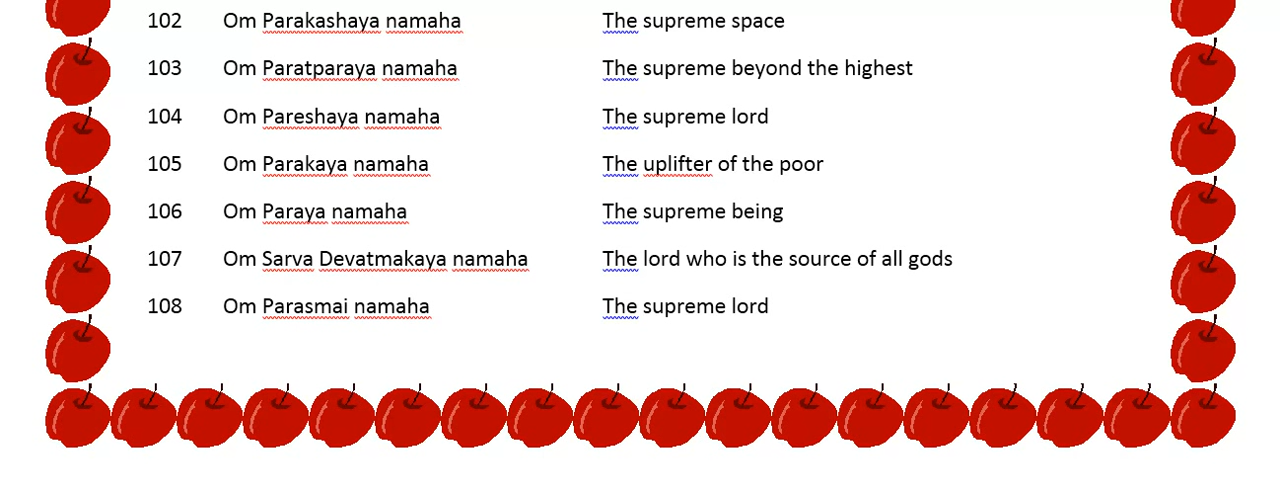 102 Om Parakashaya namaha The supreme space
103 Om Paratparaya namaha The supreme beyond the highest
104 Om Pareshaya namaha The supreme lord
105 Om Parakaya namaha The uplifter of the poor
106 Om Paraya namaha The supreme being
107 Om Sarva Devatmakaya namaha The lord who is the source of all gods
108 Om Parasmai namaha The supreme lord